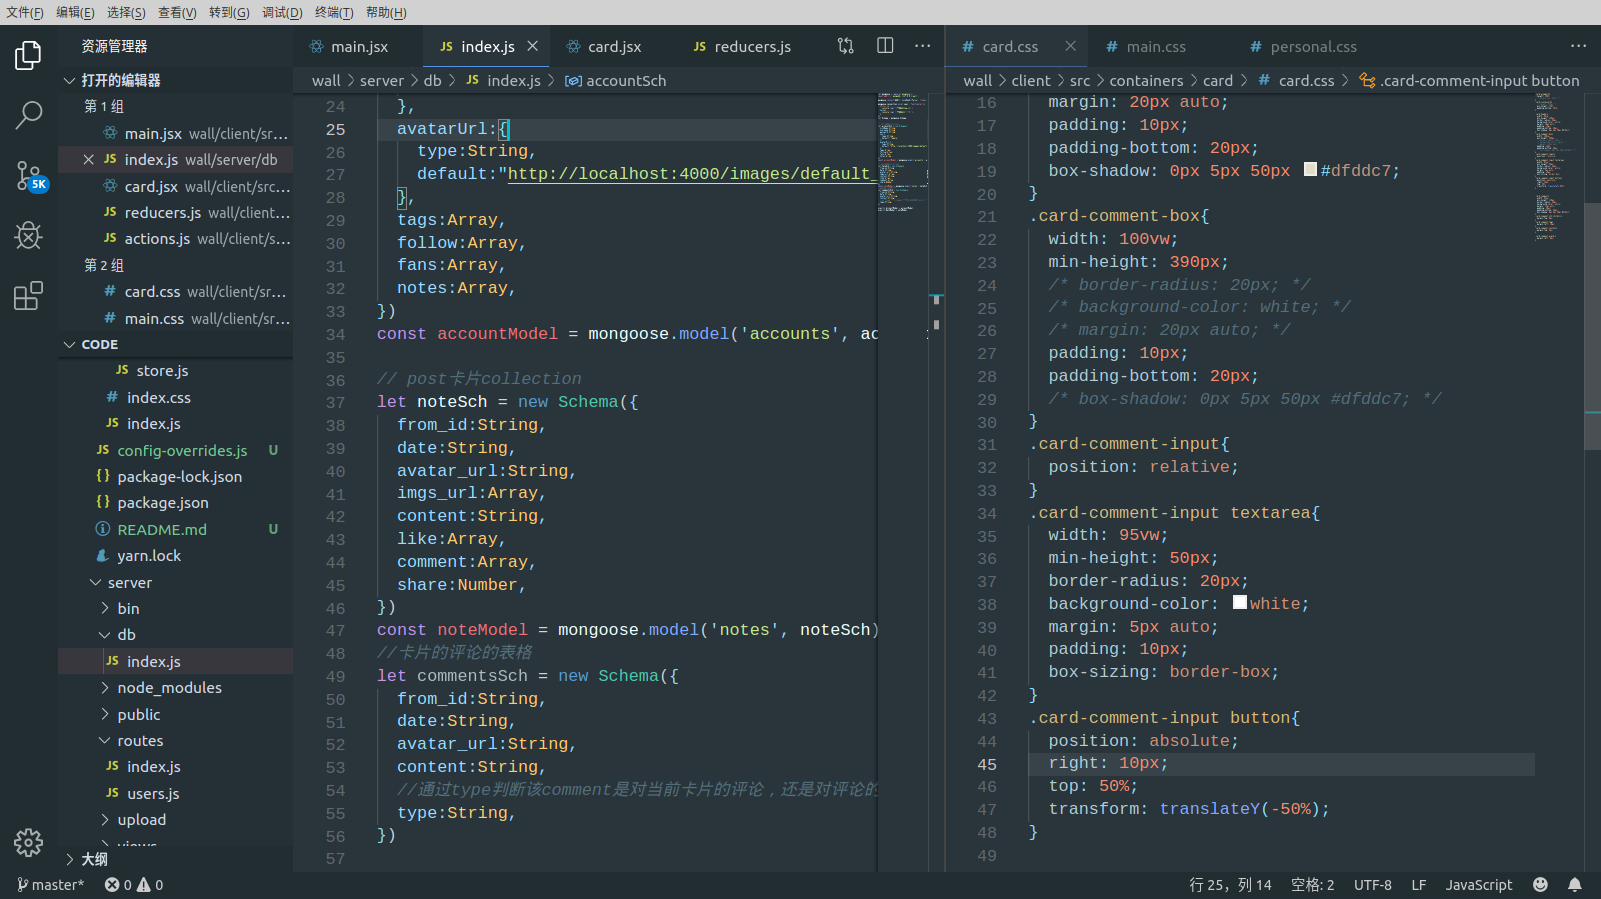 文件(F) 编辑(E) 选择(S) 查看(V) 转到(G) 调试(D) 终端(T) 帮助(H)
资源管理器
打开的编辑器
第 1 组
main.jsx wall/client/sr...
index.js wall/server/db
card.jsx wall/client/src...
reducers.js wall/client...
actions.js wall/client/s...
第 2 组
card.css wall/client/sr...
main.css wall/client/sr...
CODE
store.js
index.css
index.js
config-overrides.js U
package-lock.json
package.json
README.md U
yarn.lock
server
bin
db
index.js
node_modules
public
routes
index.js
users.js
upload
views
大纲
5K
main.jsx index.js card.jsx reducers.js
wall > server > db > index.js > accountSch
24 },
25 avatarUrl:{
26 type:String,
27 default:"http://localhost:4000/images/default_
28 },
29 tags:Array,
30 follow:Array,
31 fans:Array,
32 notes:Array,
33 })
34 const accountModel = mongoose.model('accounts', ac
35
36 // post卡片collection
37 let noteSch = new Schema({
38 from_id:String,
39 date:String,
40 avatar_url:String,
41 imgs_url:Array,
42 content:String,
43 like:Array,
44 comment:Array,
45 share:Number,
46 })
47 const noteModel = mongoose.model('notes', noteSch)
48 //卡片的评论的表格
49 let commentsSch = new Schema({
50 from_id:String,
51 date:String,
52 avatar_url:String,
53 content:String,
54 //通过type判断该comment是对当前卡片的评论，还是对评论的
55 type:String,
56 })
57
card.css main.css personal.css
wall > client > src > containers > card > card.css > .card-comment-input button
16 margin: 20px auto;
17 padding: 10px;
18 padding-bottom: 20px;
19 box-shadow: 0px 5px 50px #dfddc7;
20 }
21 .card-comment-box{
22 width: 100vw;
23 min-height: 390px;
24 /* border-radius: 20px; */
25 /* background-color: white; */
26 /* margin: 20px auto; */
27 padding: 10px;
28 padding-bottom: 20px;
29 /* box-shadow: 0px 5px 50px #dfddc7; */
30 }
31 .card-comment-input{
32 position: relative;
33 }
34 .card-comment-input textarea{
35 width: 95vw;
36 min-height: 50px;
37 border-radius: 20px;
38 background-color: white;
39 margin: 5px auto;
40 padding: 10px;
41 box-sizing: border-box;
42 }
43 .card-comment-input button{
44 position: absolute;
45 right: 10px;
46 top: 50%;
47 transform: translateY(-50%);
48 }
49
master* 0 0 行 25，列 14 空格: 2 UTF-8 LF JavaScript